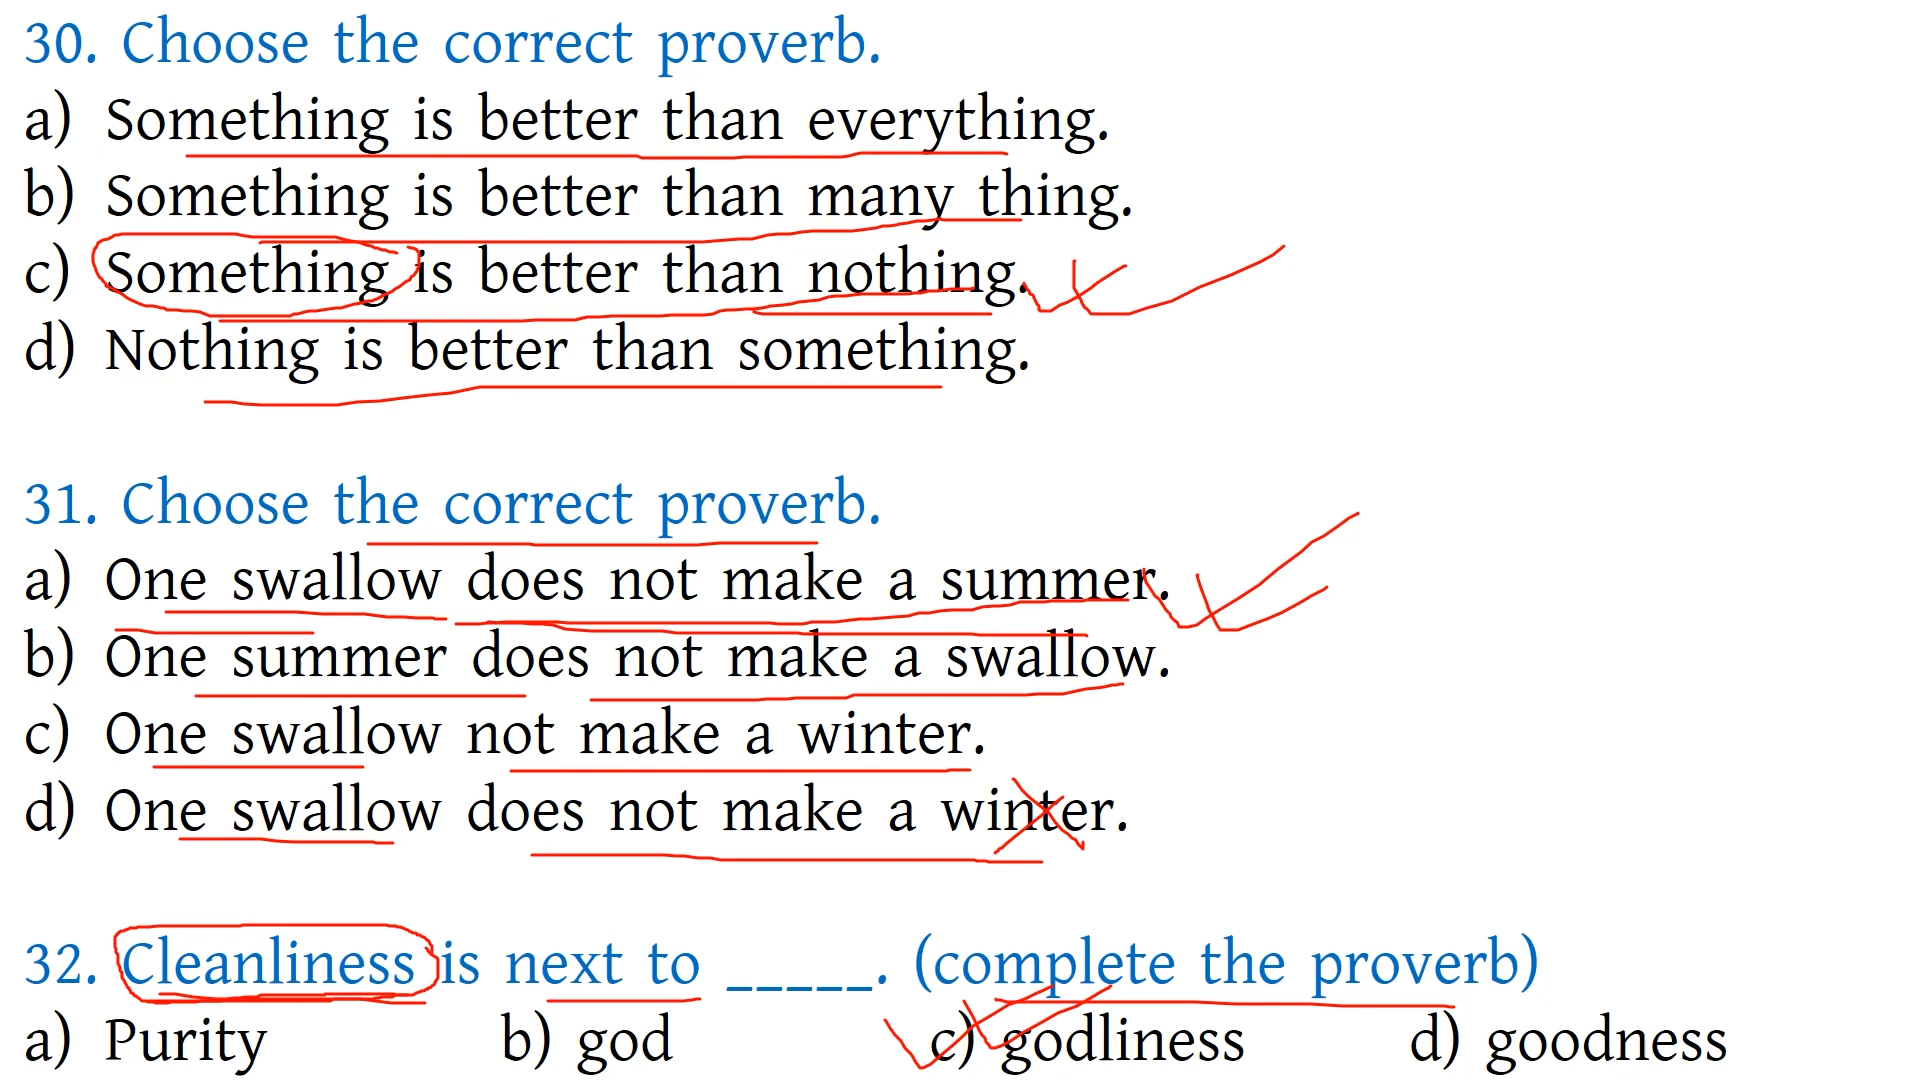 30. Choose the correct proverb.
a) Something is better than everything.
b) Something is better than many thing.
c) Something is better than nothing.
d) Nothing is better than something.
31. Choose the correct proverb.
a) One swallow does not make a summer.
b) One summer does not make a swallow.
c) One swallow not make a winter.
d) One swallow does not make a winter.
32. Cleanliness is next to _____. (complete the proverb)
a) Purity b) god c) godliness d) goodness